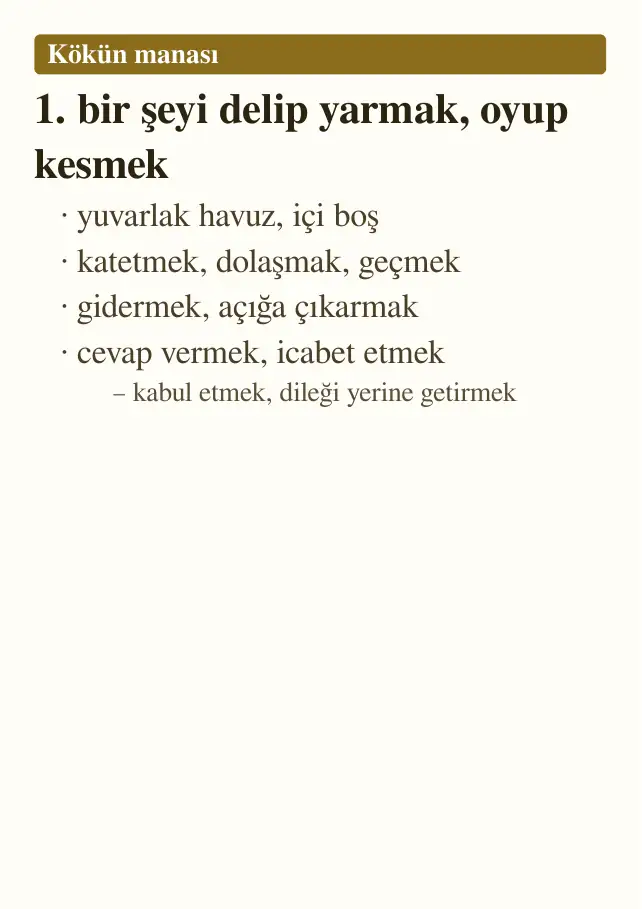 Kökün manası
1. bir şeyi delip yarmak, oyup
kesmek
· yuvarlak havuz, içi boş
· katetmek, dolaşmak, geçmek
· gidermek, açığa çıkarmak
· cevap vermek, icabet etmek
– kabul etmek, dileği yerine getirmek